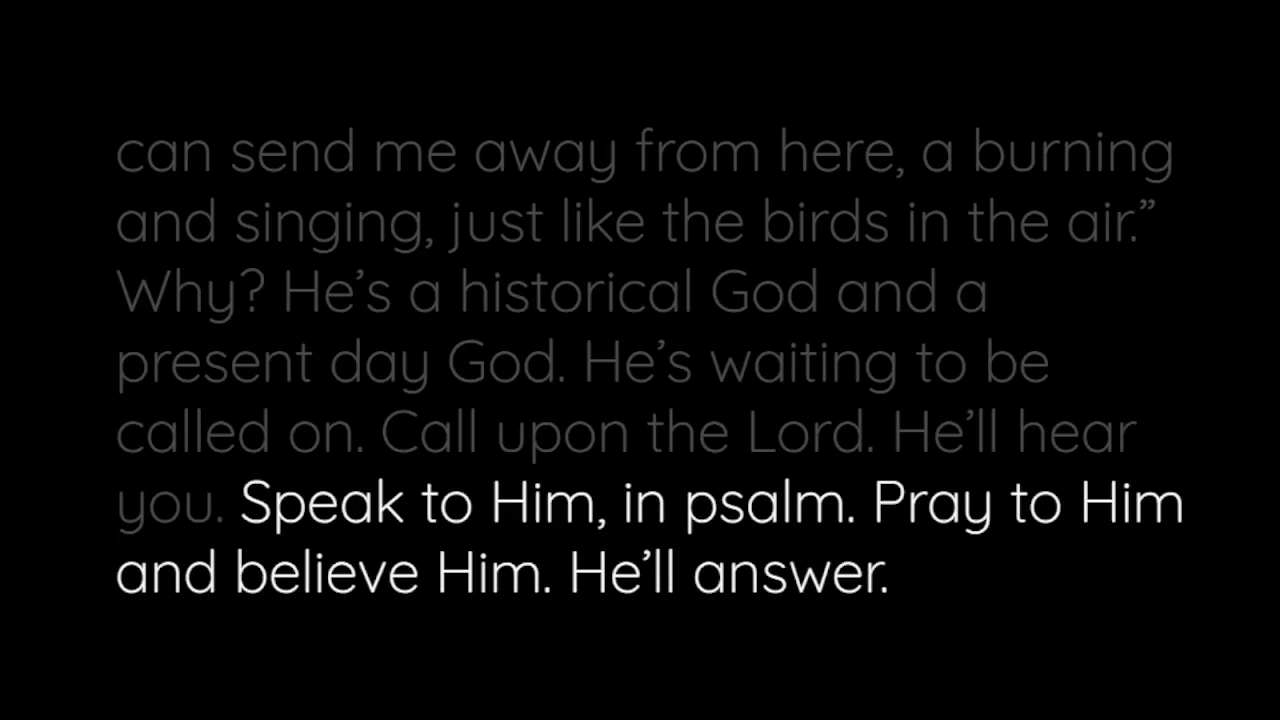 can send me away from here, a burning
and singing, just like the birds in the air.”
Why? He’s a historical God and a
present day God. He’s waiting to be
called on. Call upon the Lord. He’ll hear
you. Speak to Him, in psalm. Pray to Him
and believe Him. He’ll answer.